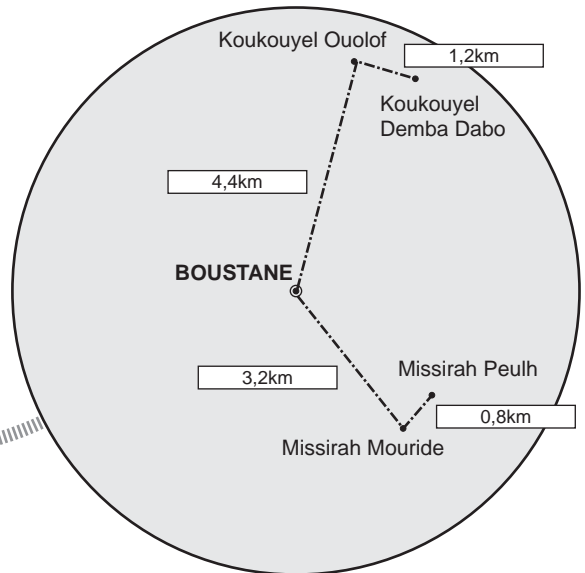 Koukouyel Ouolof
1,2km
Koukouyel
Demba Dabo
4,4km
BOUSTANE
3,2km
Missirah Peulh
0,8km
Missirah Mouride